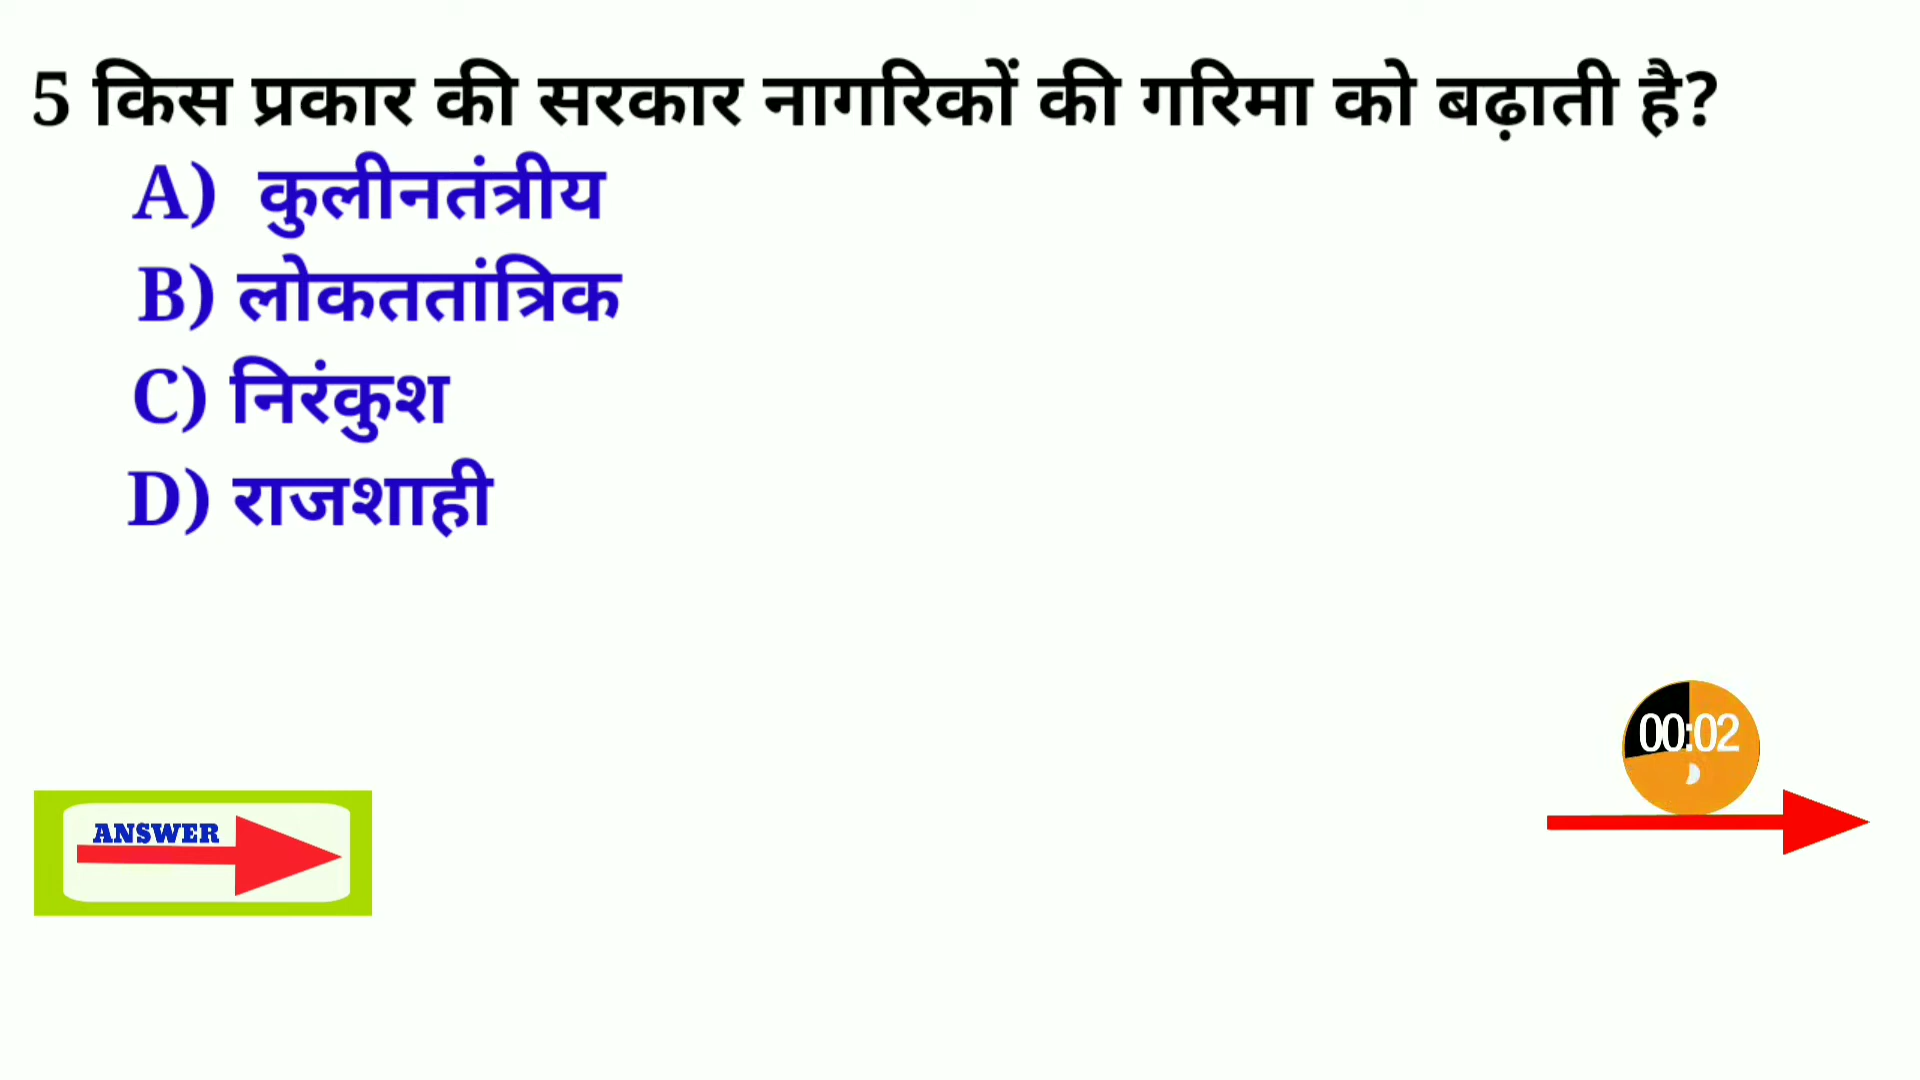 5 किस प्रकार की सरकार नागरिकों की गरिमा को बढ़ाती है?
A) कुलीनतंत्रीय
B) लोकततांत्रिक
C) निरंकुश
D) राजशाही
00:02
ANSWER